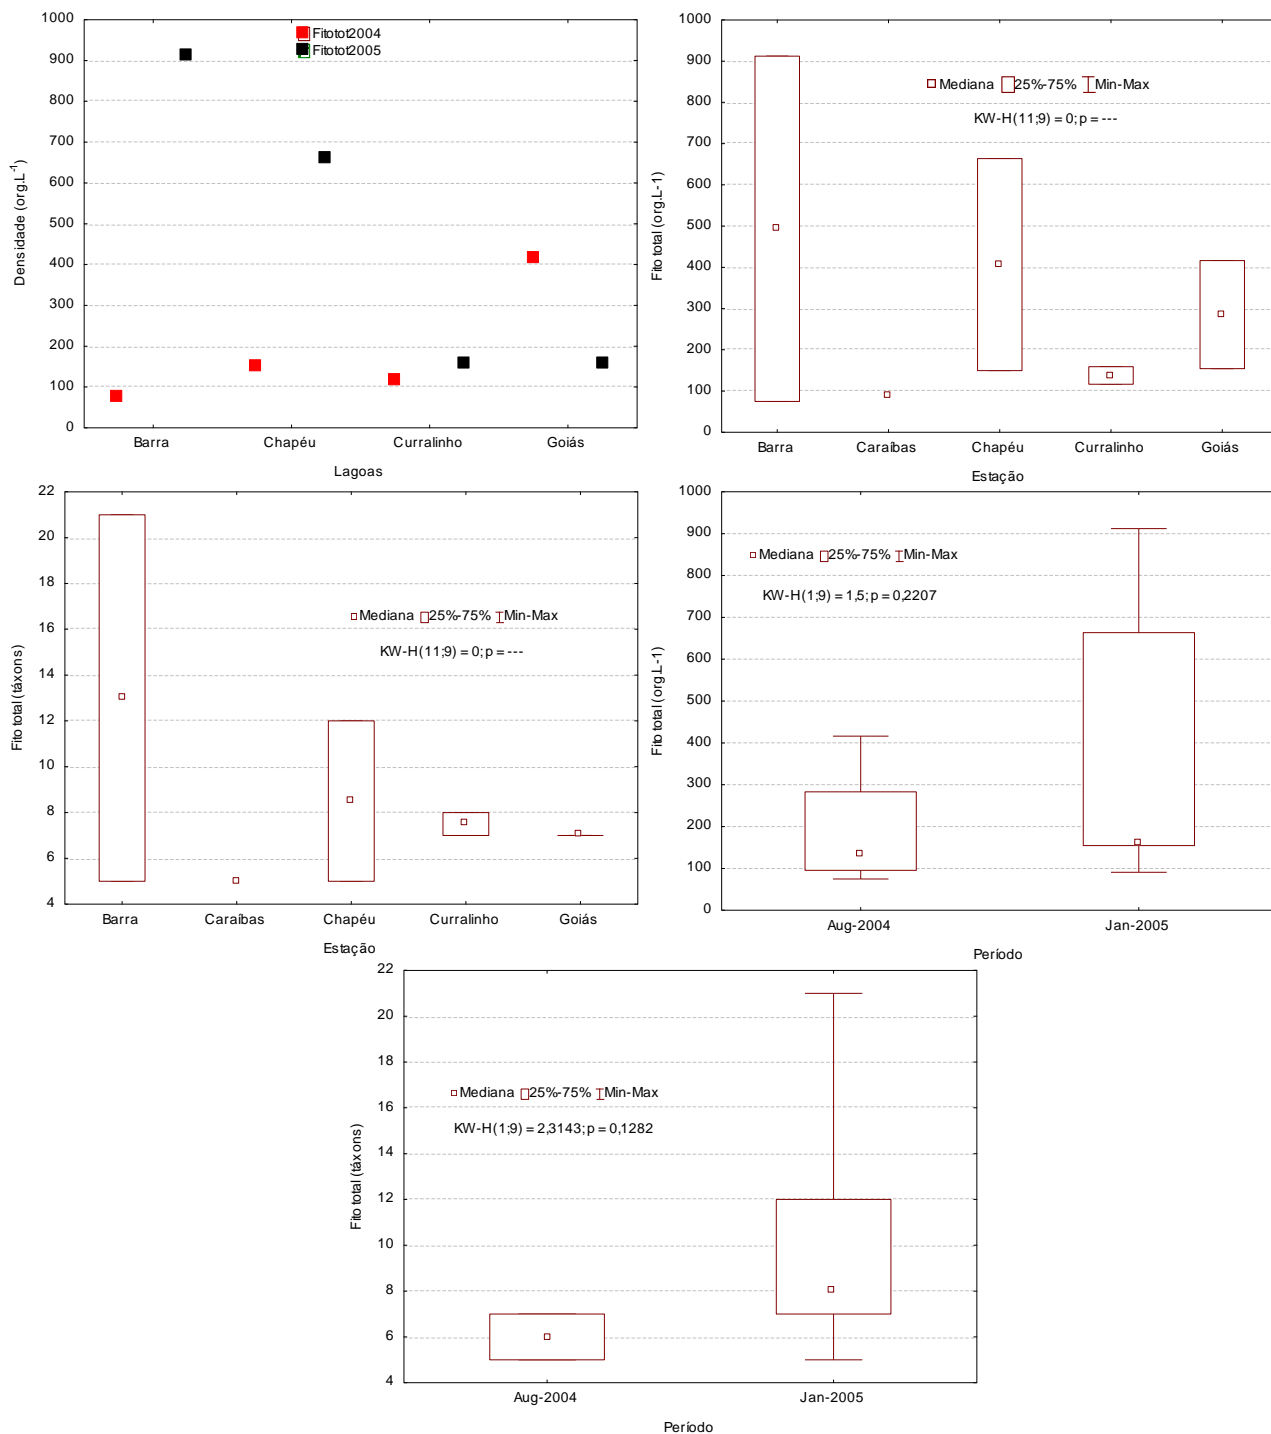 1000
900
800
700
600
500
400
300
200
100
0
Densidade (org.L-1)
Fitotot2004
Fitotot2005
Barra Chapéu Curralinho Goiás
Lagoas
1000
900
800
700
600
500
400
300
200
100
0
Fito total (org.L-1)
Mediana 25%-75% Min-Max
KW-H(11;9) = 0; p = ---
Barra Caraíbas Chapéu Curralinho Goiás
Estação
22
20
18
16
14
12
10
8
6
4
Fito total (táxons)
Mediana 25%-75% Min-Max
KW-H(11;9) = 0; p = ---
Barra Caraíbas Chapéu Curralinho Goiás
Estação
1000
900
800
700
600
500
400
300
200
100
0
Fito total (org.L-1)
Mediana 25%-75% Min-Max
KW-H(1;9) = 1,5; p = 0,2207
Aug-2004 Jan-2005
Período
22
20
18
16
14
12
10
8
6
4
Fito total (táxons)
Mediana 25%-75% Min-Max
KW-H(1;9) = 2,3143; p = 0,1282
Aug-2004 Jan-2005
Período